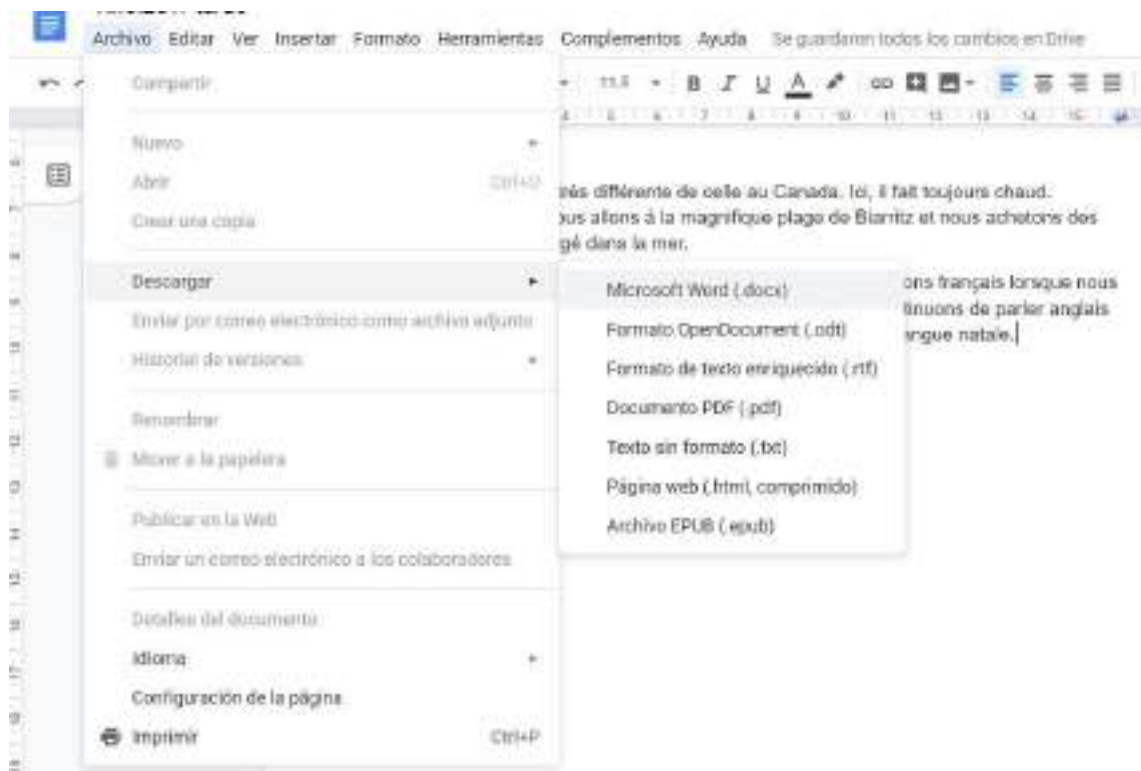 Archivo Editar Ver Insertar Formato Herramientas Complementos Ayuda Se guardaron todos los cambios en Drive
Compartir
11.5 B I U A
Nuevo
Abrir Ctrl+O
Crear una copia
Descargar
Enviar por correo electrónico como archivo adjunto
Historial de versiones
Renombrar
Mover a la papelera
Publicar en la Web
Enviar un correo electrónico a los colaboradores
Detalles del documento
Idioma
Configuración de la página
Imprimir Ctrl+P
Microsoft Word (.docx)
Formato OpenDocument (.odt)
Formato de texto enriquecido (.rtf)
Documento PDF (.pdf)
Texto sin formato (.txt)
Página web (.html, comprimido)
Archivo EPUB (.epub)
différente de celle au Canada. Ici, il fait toujours chaud.
ous allons à la magnifique plage de Biarritz et nous achetons des
gé dans la mer.
ons français lorsque nous
tinuons de parler anglais
angue natale.